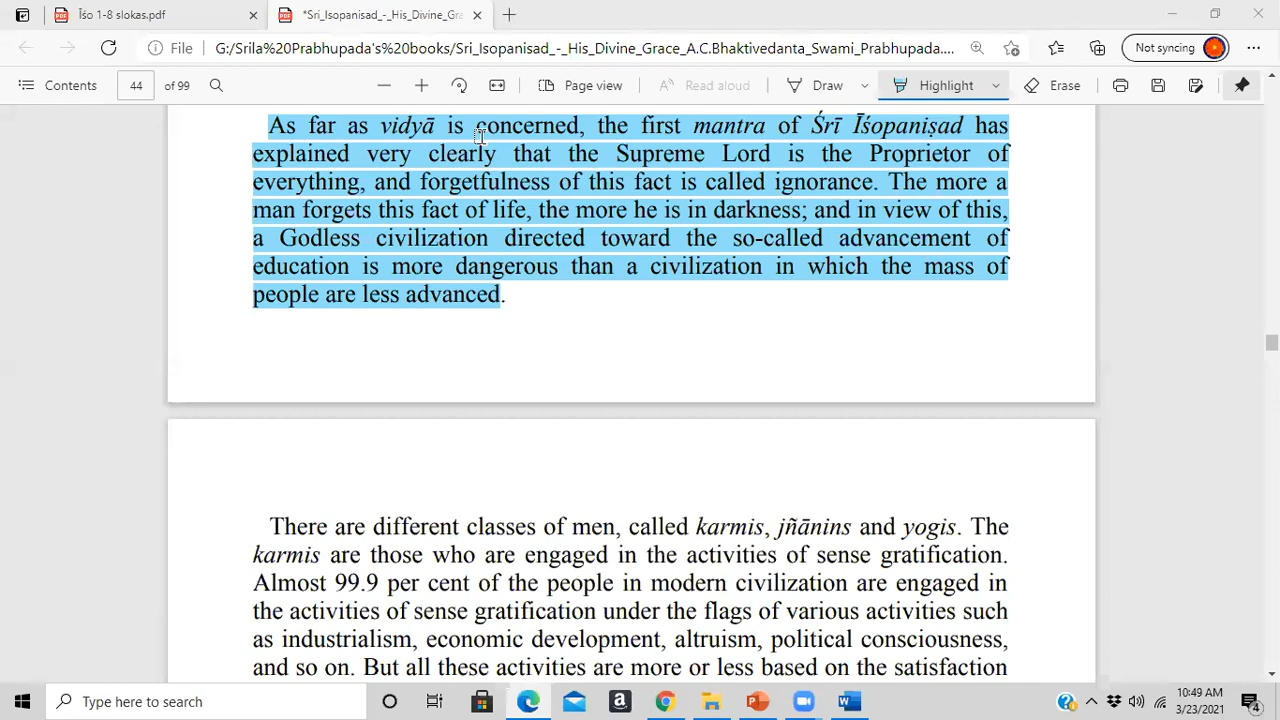 Īśo 1-8 slokas.pdf
*Sri_Isopanisad_-_His_Divine_Gra
File
G:/Srila%20Prabhupada's%20books/Sri_Isopanisad_-_His_Divine_Grace_A.C.Bhaktivedanta_Swami_Prabhupada....
Not syncing
Contents
44
of 99
Page view
Read aloud
Draw
Highlight
Erase
As far as vidyā is concerned, the first mantra of Śrī Īśopaniṣad has
explained very clearly that the Supreme Lord is the Proprietor of
everything, and forgetfulness of this fact is called ignorance. The more a
man forgets this fact of life, the more he is in darkness; and in view of this,
a Godless civilization directed toward the so-called advancement of
education is more dangerous than a civilization in which the mass of
people are less advanced.
There are different classes of men, called karmis, jñānins and yogis. The
karmis are those who are engaged in the activities of sense gratification.
Almost 99.9 per cent of the people in modern civilization are engaged in
the activities of sense gratification under the flags of various activities such
as industrialism, economic development, altruism, political consciousness,
and so on. But all these activities are more or less based on the satisfaction
Type here to search
10:49 AM
3/23/2021
4